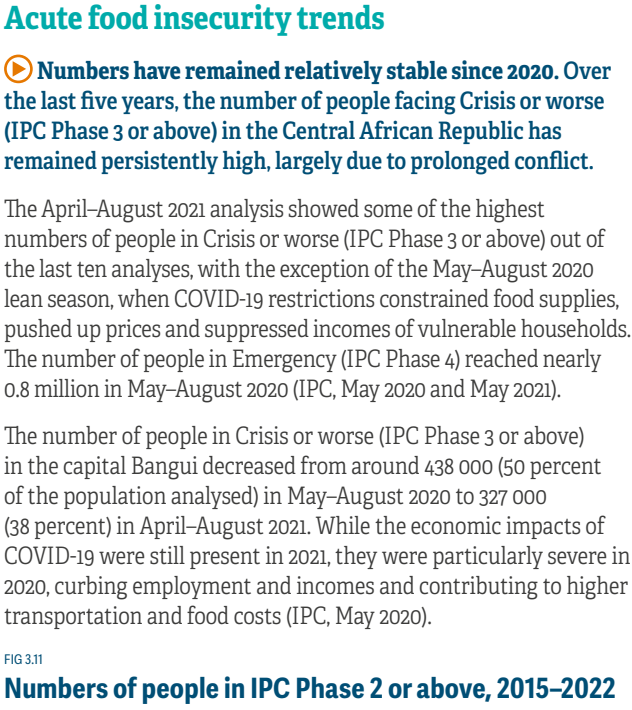 Acute food insecurity trends
Numbers have remained relatively stable since 2020. Over
the last five years, the number of people facing Crisis or worse
(IPC Phase 3 or above) in the Central African Republic has
remained persistently high, largely due to prolonged conflict.
The April–August 2021 analysis showed some of the highest
numbers of people in Crisis or worse (IPC Phase 3 or above) out of
the last ten analyses, with the exception of the May–August 2020
lean season, when COVID-19 restrictions constrained food supplies,
pushed up prices and suppressed incomes of vulnerable households.
The number of people in Emergency (IPC Phase 4) reached nearly
0.8 million in May–August 2020 (IPC, May 2020 and May 2021).
The number of people in Crisis or worse (IPC Phase 3 or above)
in the capital Bangui decreased from around 438 000 (50 percent
of the population analysed) in May–August 2020 to 327 000
(38 percent) in April–August 2021. While the economic impacts of
COVID-19 were still present in 2021, they were particularly severe in
2020, curbing employment and incomes and contributing to higher
transportation and food costs (IPC, May 2020).
FIG 3.11
Numbers of people in IPC Phase 2 or above, 2015–2022